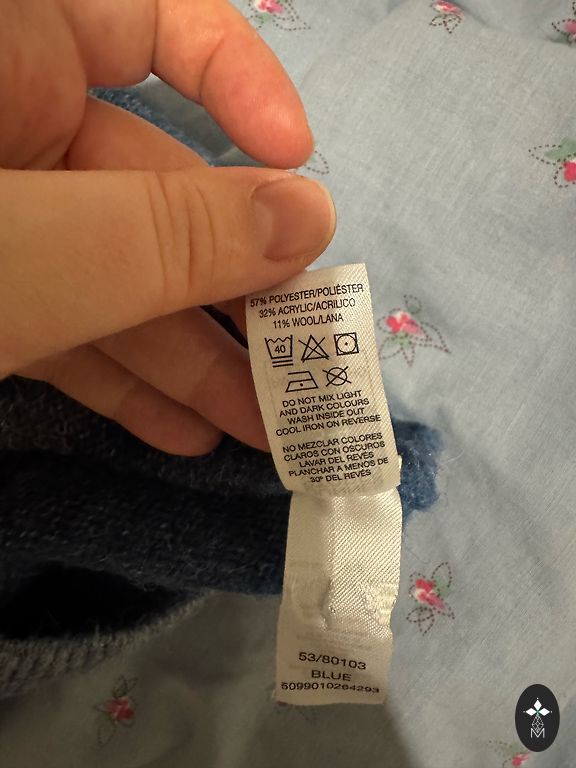 57% POLYESTER/POLIÉSTER
32% ACRYLIC/ACRILICO
11% WOOL/LANA
40
DO NOT MIX LIGHT
AND DARK COLOURS
WASH INSIDE OUT
COOL IRON ON REVERSE
NO MEZCLAR COLORES
CLAROS CON OSCUROS
LAVAR DEL REVÉS
PLANCHAR A MENOS DE
30º DEL REVÉS
53/80103
BLUE
5099010264293
M